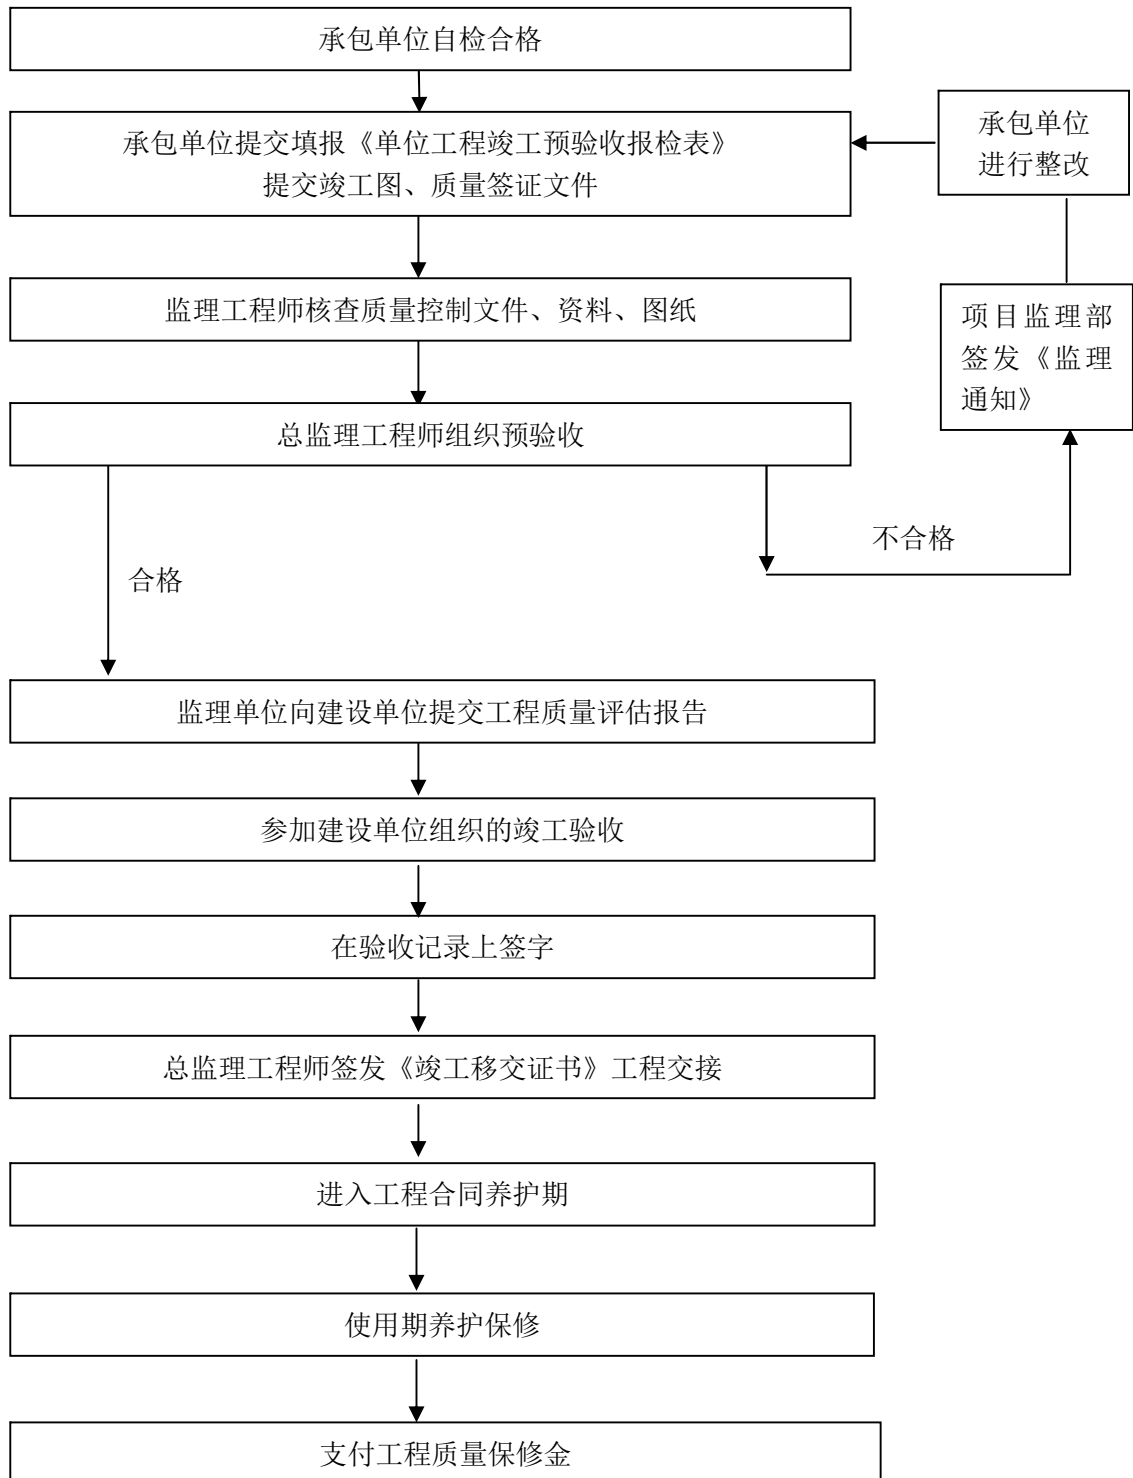 承包单位自检合格
承包单位提交填报《单位工程竣工预验收报检表》
提交竣工图、质量签证文件
承包单位
进行整改
监理工程师核查质量控制文件、资料、图纸
项目监理部
签发《监理
通知》
总监理工程师组织预验收
不合格
合格
监理单位向建设单位提交工程质量评估报告
参加建设单位组织的竣工验收
在验收记录上签字
总监理工程师签发《竣工移交证书》工程交接
进入工程合同养护期
使用期养护保修
支付工程质量保修金